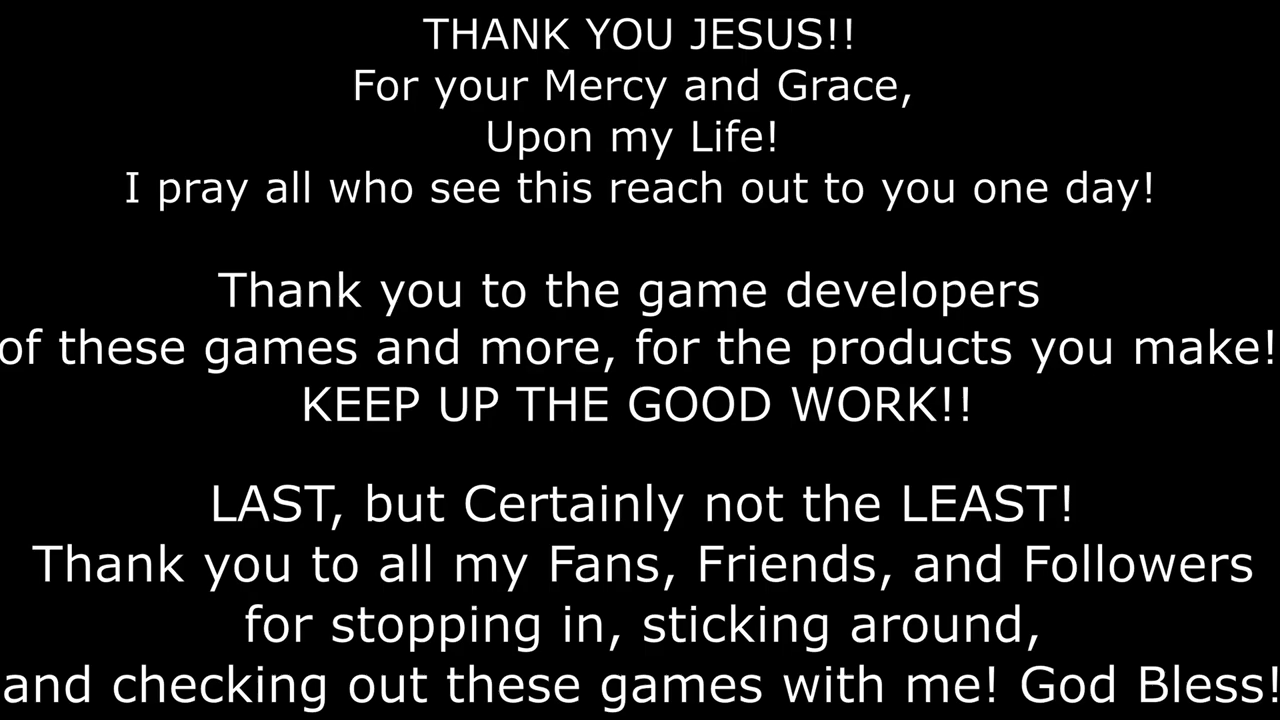 THANK YOU JESUS!!
For your Mercy and Grace,
Upon my Life!
I pray all who see this reach out to you one day!
Thank you to the game developers
of these games and more, for the products you make!
KEEP UP THE GOOD WORK!!
LAST, but Certainly not the LEAST!
Thank you to all my Fans, Friends, and Followers
for stopping in, sticking around,
and checking out these games with me! God Bless!